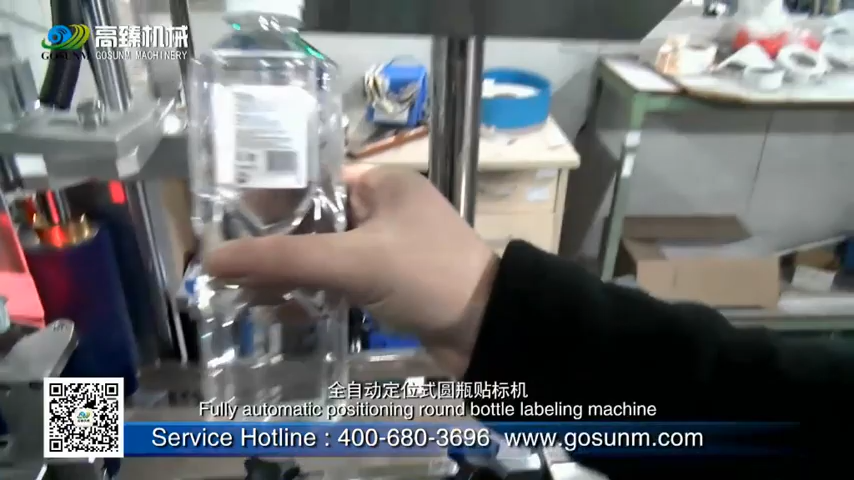 高臻机械
GOSUNM GOSUNM MACHINERY
全自动定位式圆瓶贴标机
Fully automatic positioning round bottle labeling machine
Service Hotline : 400-680-3696 www.gosunm.com